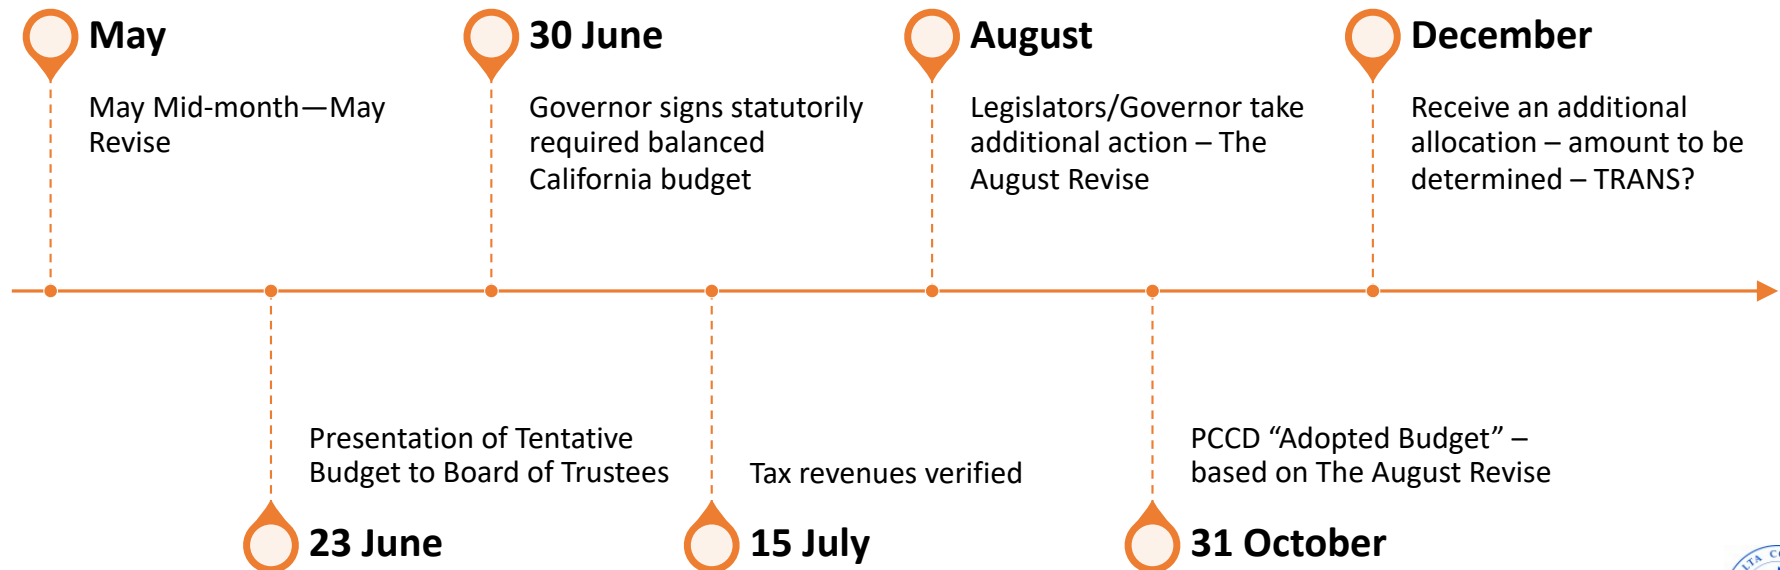 May
May Mid-month—May
Revise
30 June
Governor signs statutorily
required balanced
California budget
August
Legislators/Governor take
additional action – The
August Revise
December
Receive an additional
allocation – amount to be
determined – TRANS?
Presentation of Tentative
Budget to Board of Trustees
23 June
Tax revenues verified
15 July
PCCD “Adopted Budget” –
based on The August Revise
31 October